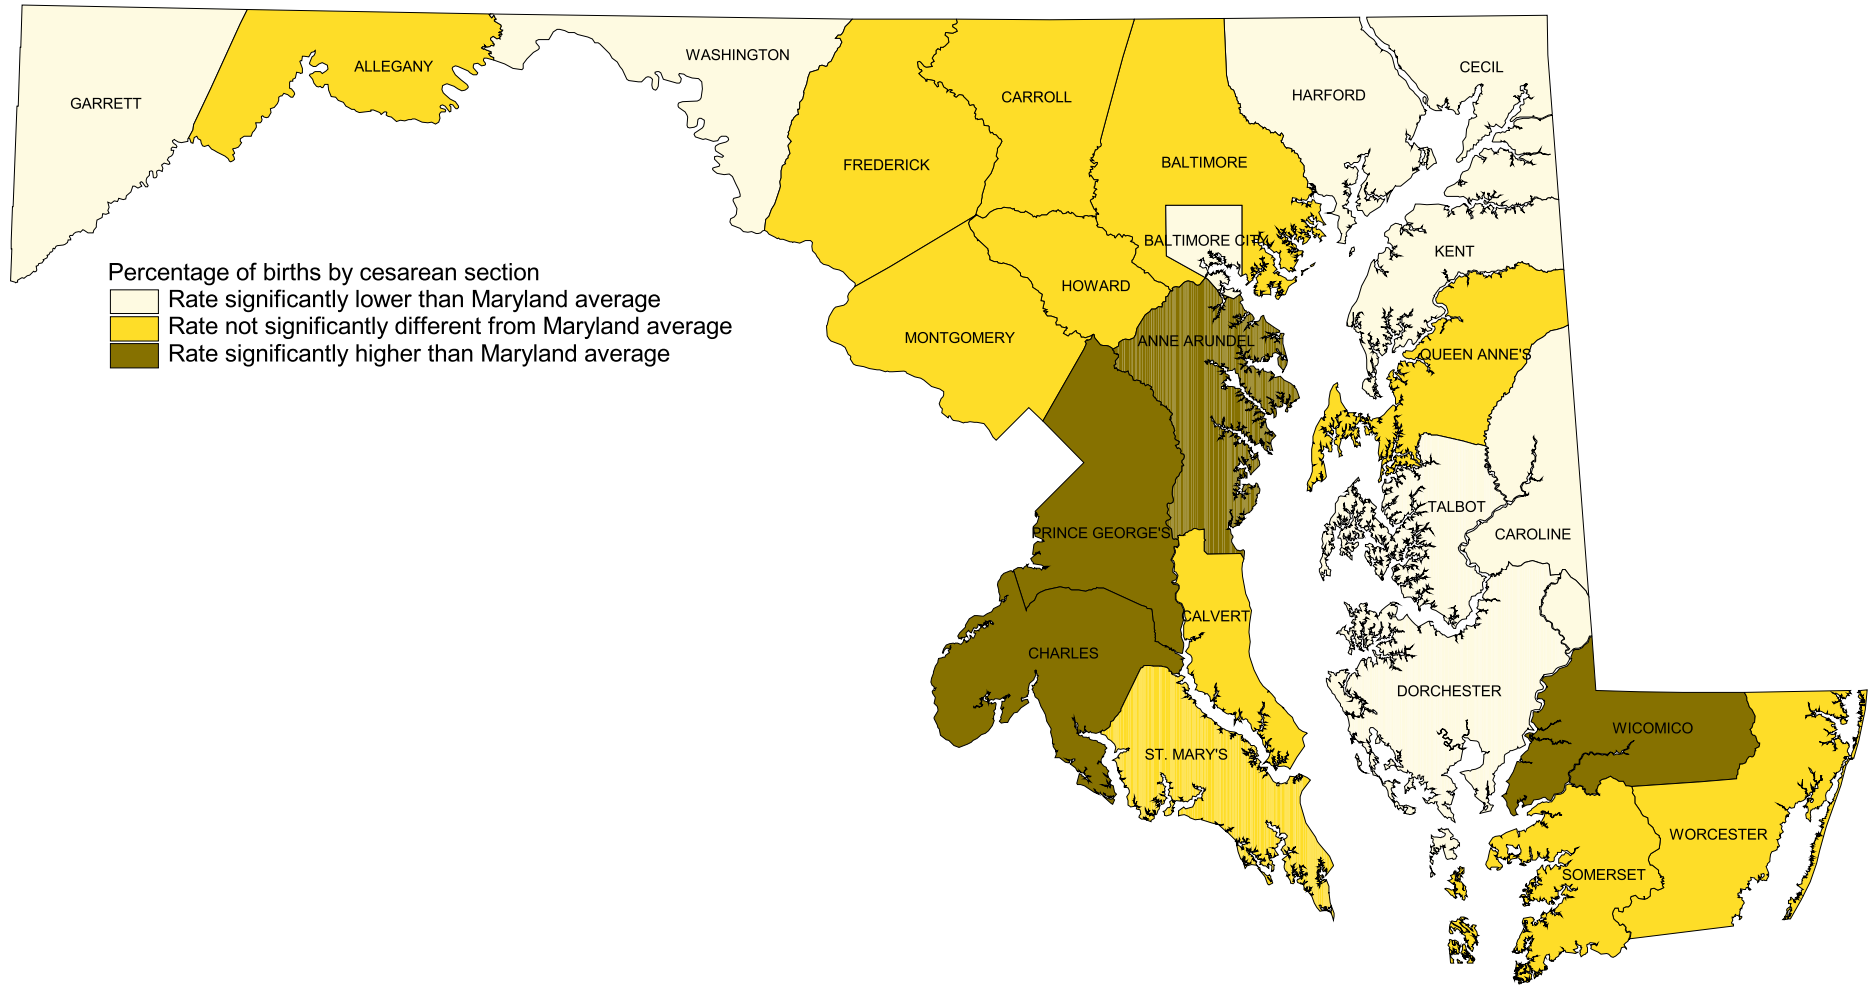 ALLEGANY
WASHINGTON
CECIL
GARRETT
CARROLL
HARFORD
FREDERICK
BALTIMORE
BALTIMORE CITY
KENT
Percentage of births by cesarean section
Rate significantly lower than Maryland average
Rate not significantly different from Maryland average
Rate significantly higher than Maryland average
HOWARD
MONTGOMERY
ANNE ARUNDEL
QUEEN ANNE'S
TALBOT
PRINCE GEORGE'S
CAROLINE
CALVERT
CHARLES
DORCHESTER
WICOMICO
ST. MARY'S
WORCESTER
SOMERSET